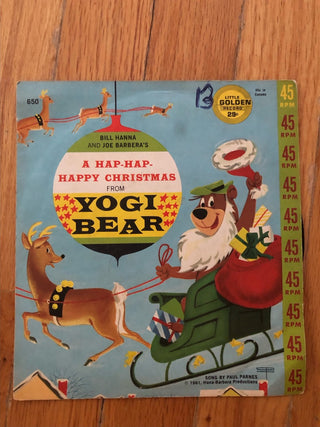 650
B
LITTLE
GOLDEN
RECORD
29¢
BILL HANNA
AND JOE BARBERA'S
A HAP-HAP-
HAPPY CHRISTMAS
FROM
YOGI
BEAR
45
RPM
45
RPM
45
RPM
45
RPM
45
RPM
45
RPM
45
RPM
45
RPM
45
RPM
45
RPM
SONG BY PAUL PARNES
© 1961, Hanna-Barbera Productions